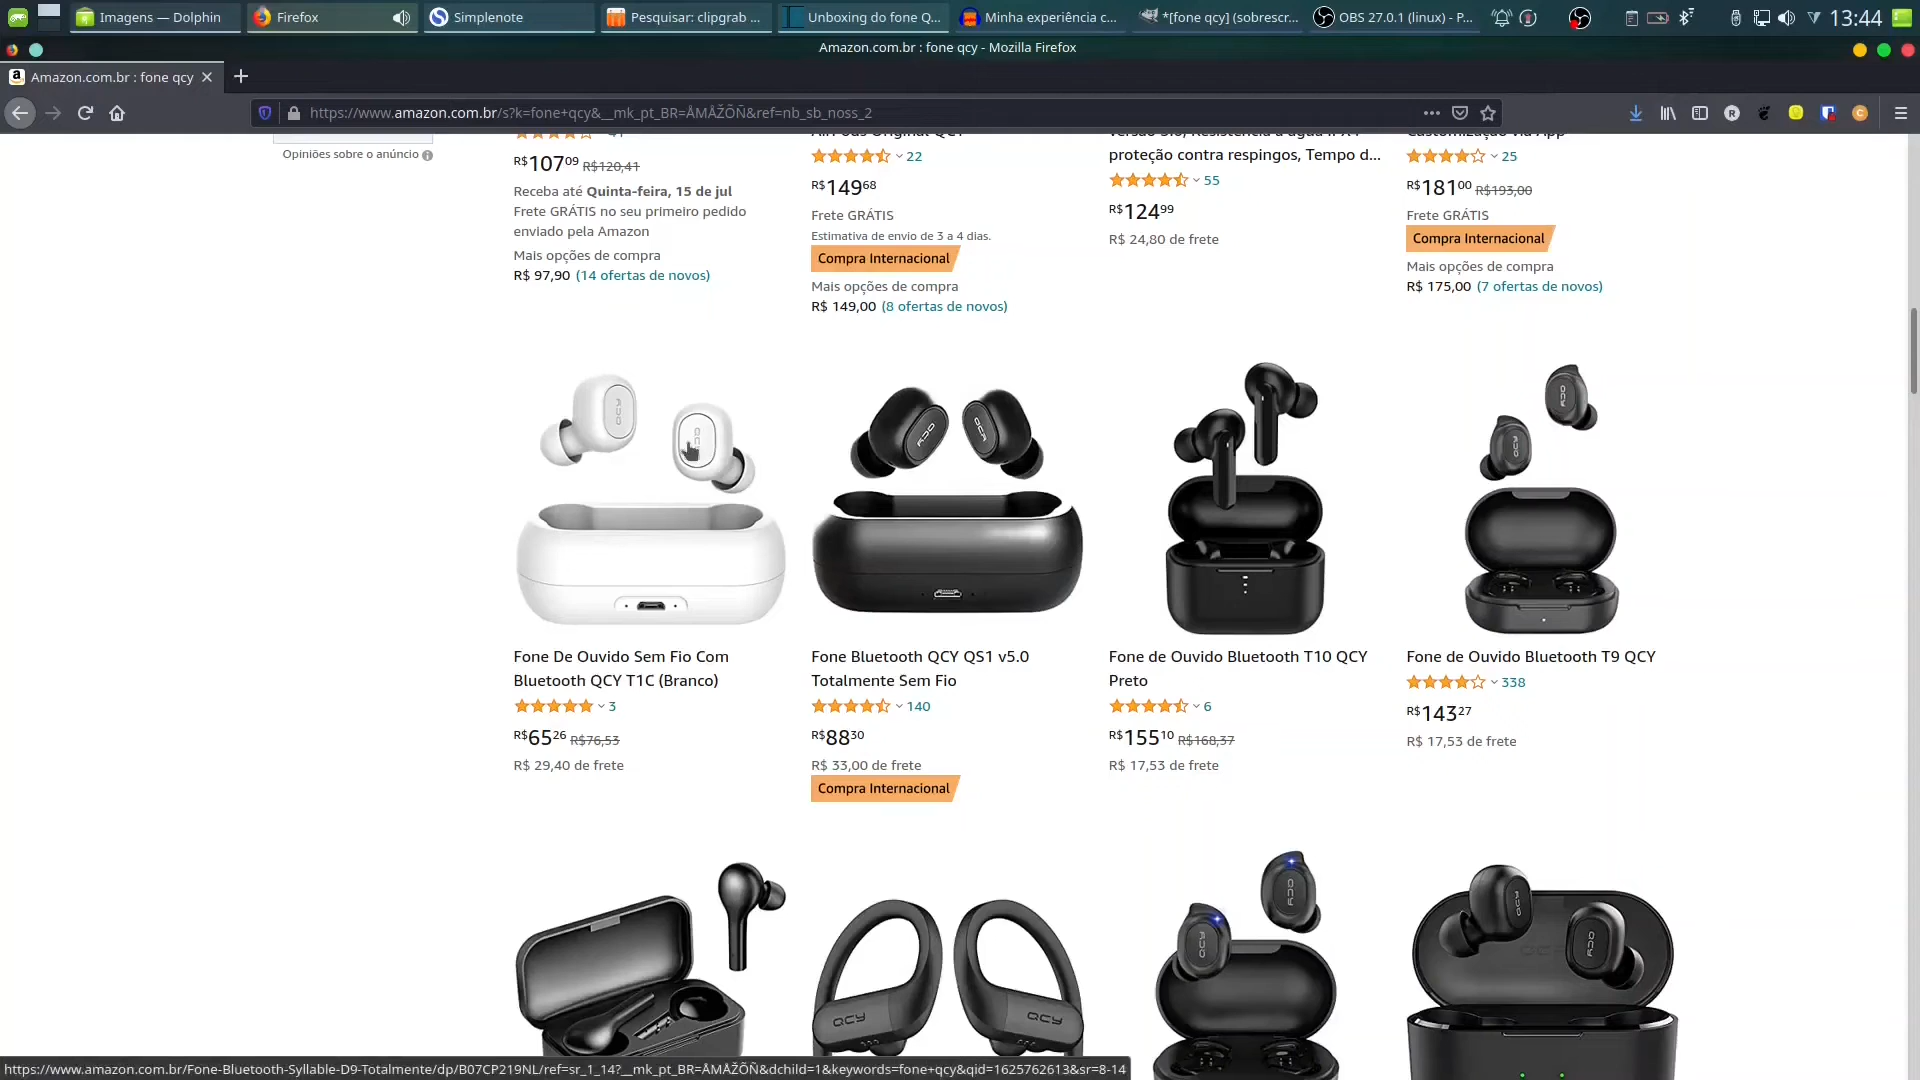 Imagens — Dolphin
Firefox
Simplenote
Pesquisar: clipgrab ...
Unboxing do fone Q...
Minha experiência c...
*[fone qcy] (sobrescr...
OBS 27.0.1 (linux) - P...
13:44
Amazon.com.br : fone qcy - Mozilla Firefox
Amazon.com.br : fone qcy
https://www.amazon.com.br/s?k=fone+qcy&__mk_pt_BR=ÅMÅŽÕÑ&ref=nb_sb_noss_2
Opiniões sobre o anúncio
R$107,09 R$120,41
Receba até Quinta-feira, 15 de jul
Frete GRÁTIS no seu primeiro pedido
enviado pela Amazon
Mais opções de compra
R$ 97,90 (14 ofertas de novos)
22
R$149,68
Frete GRÁTIS
Estimativa de envio de 3 a 4 dias.
Compra Internacional
Mais opções de compra
R$ 149,00 (8 ofertas de novos)
proteção contra respingos, Tempo d...
55
R$124,99
R$ 24,80 de frete
Customização via App
25
R$181,00 R$193,00
Frete GRÁTIS
Compra Internacional
Mais opções de compra
R$ 175,00 (7 ofertas de novos)
Fone De Ouvido Sem Fio Com
Bluetooth QCY T1C (Branco)
3
R$65,26 R$76,53
R$ 29,40 de frete
Fone Bluetooth QCY QS1 v5.0
Totalmente Sem Fio
140
R$88,30
R$ 33,00 de frete
Compra Internacional
Fone de Ouvido Bluetooth T10 QCY
Preto
6
R$155,10 R$168,37
R$ 17,53 de frete
Fone de Ouvido Bluetooth T9 QCY
338
R$143,27
R$ 17,53 de frete
https://www.amazon.com.br/Fone-Bluetooth-Syllable-D9-Totalmente/dp/B07CP219NL/ref=sr_1_14?__mk_pt_BR=ÅMÅŽÕÑ&dchild=1&keywords=fone+qcy&qid=1625762613&sr=8-14